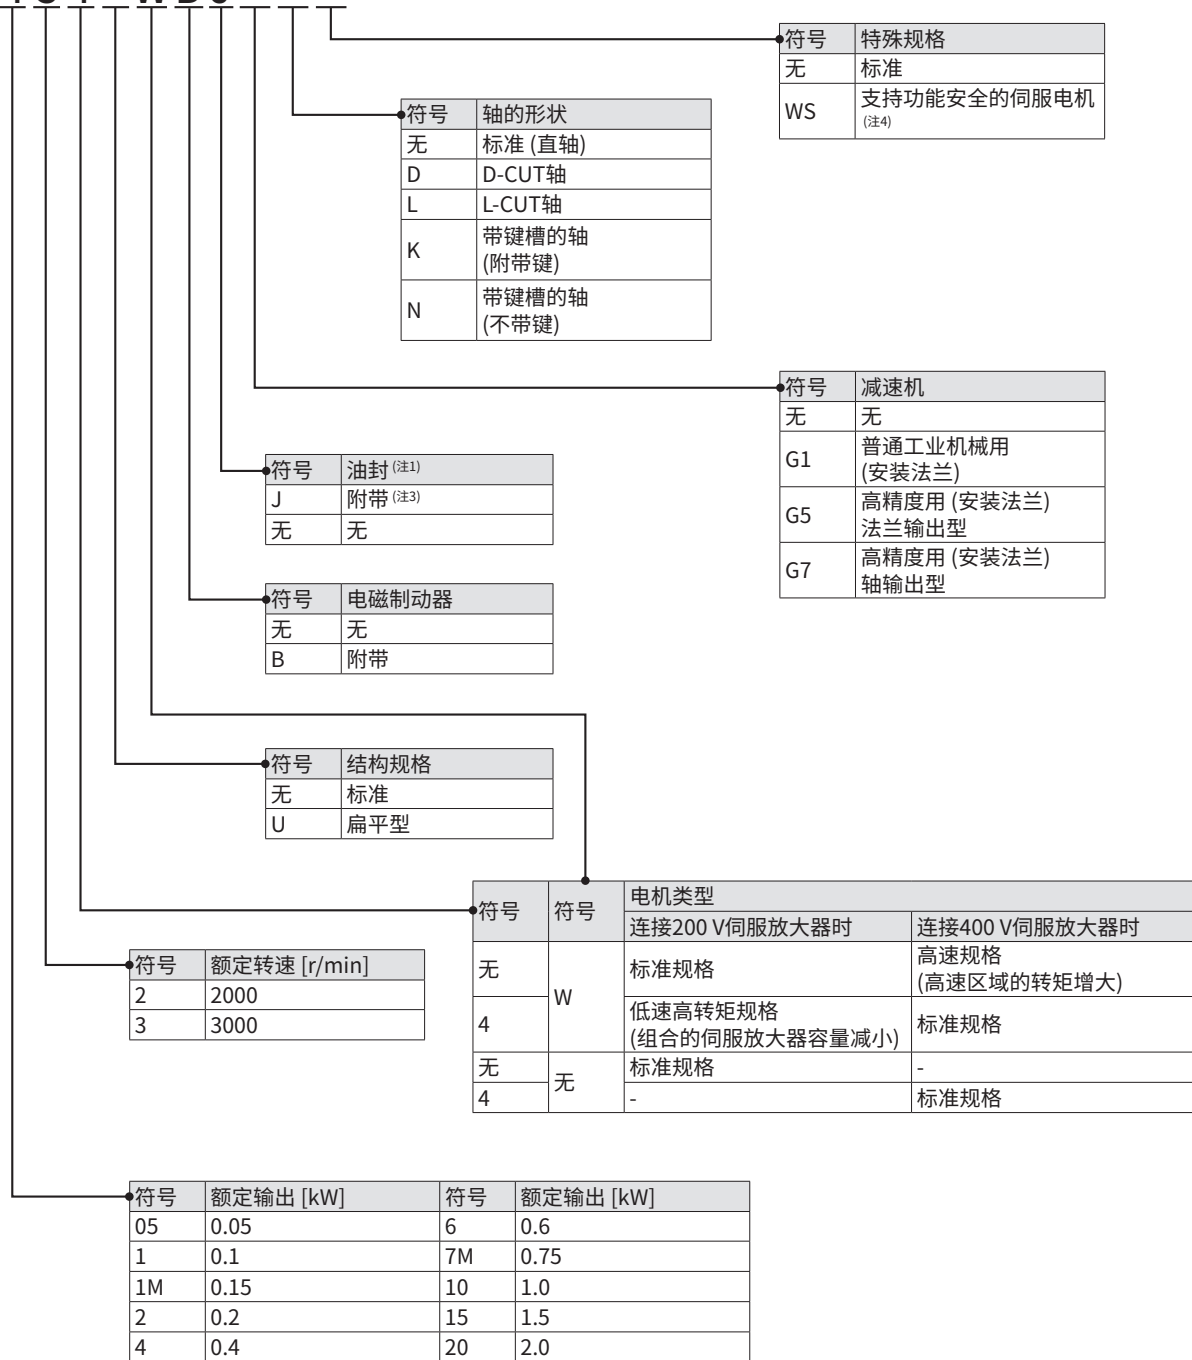 符号 特殊规格
无 标准
WS 支持功能安全的伺服电机
(注4)
符号 轴的形状
无 标准 (直轴)
D D-CUT轴
L L-CUT轴
K 带键槽的轴
(附带键)
N 带键槽的轴
(不带键)
符号 减速机
无 无
G1 普通工业机械用
(安装法兰)
G5 高精度用 (安装法兰)
法兰输出型
G7 高精度用 (安装法兰)
轴输出型
符号 油封 (注1)
J 附带 (注3)
无 无
符号 电磁制动器
无 无
B 附带
符号 结构规格
无 标准
U 扁平型
符号 符号 电机类型
连接200 V伺服放大器时 连接400 V伺服放大器时
无 W 标准规格 高速规格
(高速区域的转矩增大)
4 低速高转矩规格
(组合的伺服放大器容量减小) 标准规格
无 无 标准规格 -
4 - 标准规格
符号 额定转速 [r/min]
2 2000
3 3000
符号 额定输出 [kW] 符号 额定输出 [kW]
05 0.05 6 0.6
1 0.1 7M 0.75
1M 0.15 10 1.0
2 0.2 15 1.5
4 0.4 20 2.0